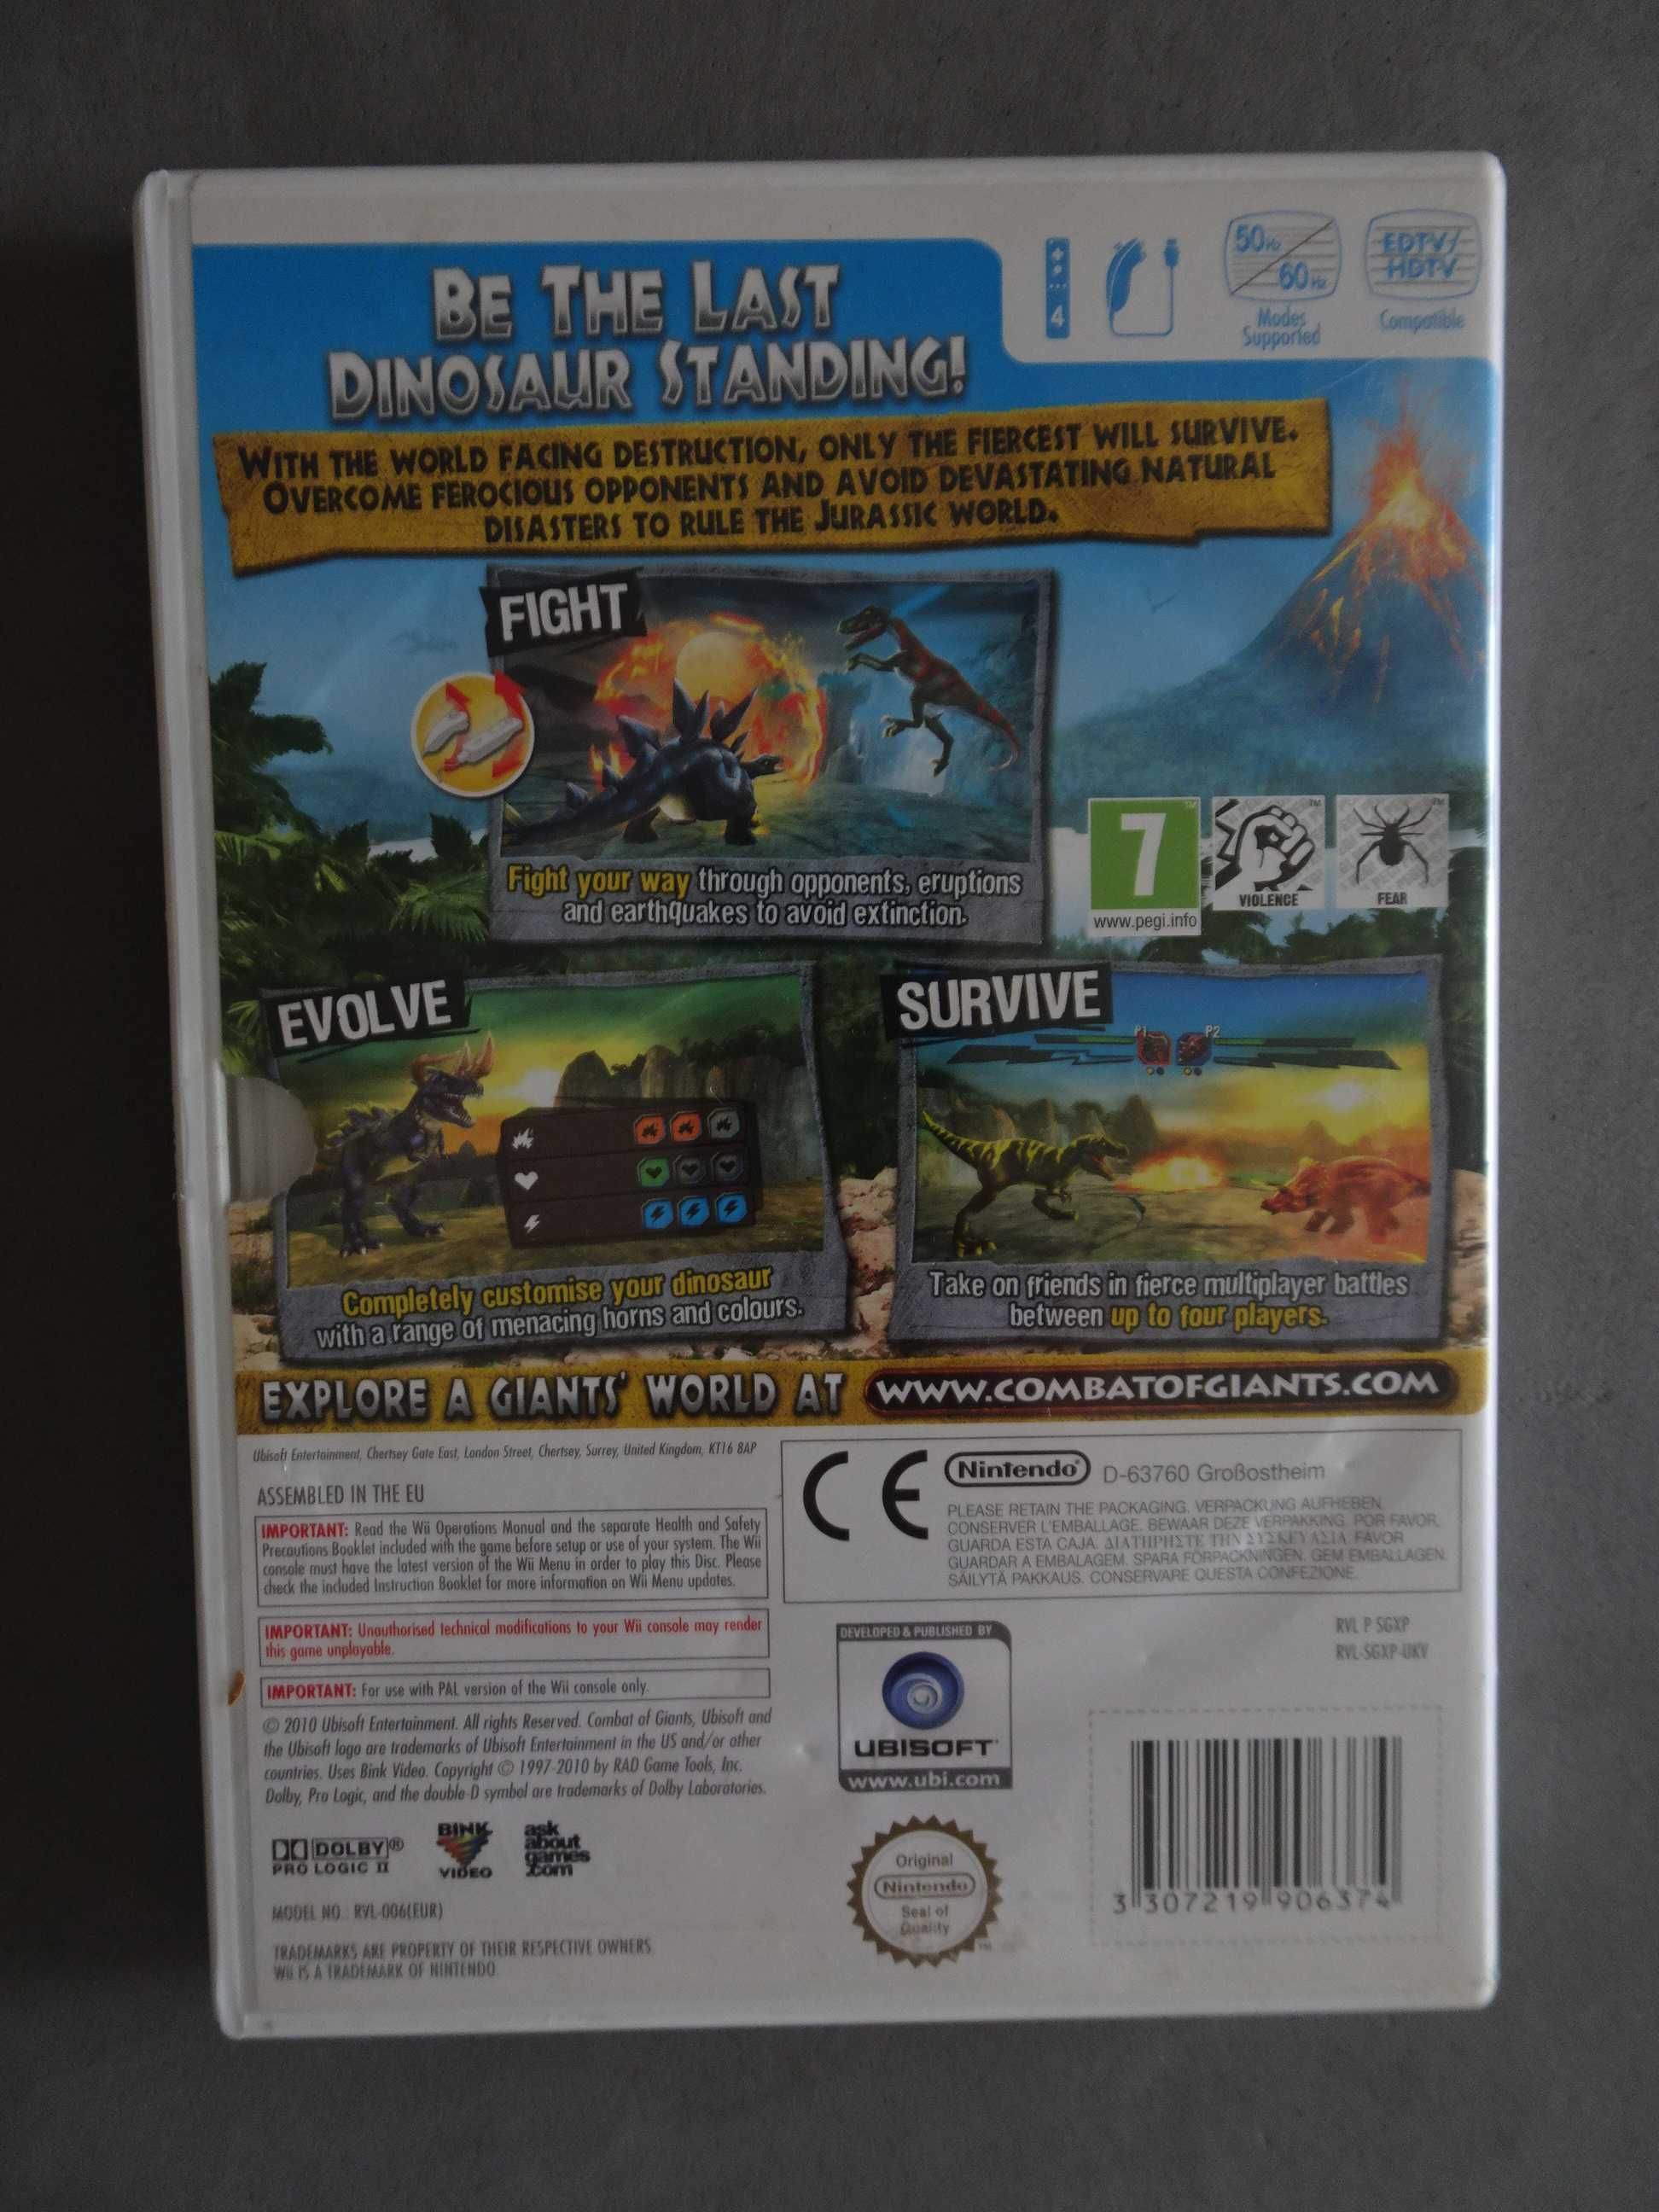 50Hz
60Hz
Modes
Supported
EDTV/
HDTV
Compatible
4
BE THE LAST
DINOSAUR STANDING!
WITH THE WORLD FACING DESTRUCTION, ONLY THE FIERCEST WILL SURVIVE.
OVERCOME FEROCIOUS OPPONENTS AND AVOID DEVASTATING NATURAL
DISASTERS TO RULE THE JURASSIC WORLD.
FIGHT
Fight your way through opponents, eruptions
and earthquakes to avoid extinction.
7
www.pegi.info
VIOLENCE
FEAR
EVOLVE
Completely customise your dinosaur
with a range of menacing horns and colours.
SURVIVE
P1
P2
Take on friends in fierce multiplayer battles
between up to four players.
EXPLORE A GIANTS' WORLD AT WWW.COMBATOFGIANTS.COM
Ubisoft Entertainment, Chertsey Gate East, London Street, Chertsey, Surrey, United Kingdom, KT16 8AP
ASSEMBLED IN THE EU
IMPORTANT: Read the Wii Operations Manual and the separate Health and Safety
Precautions Booklet included with the game before setup or use of your system. The Wii
console must have the latest version of the Wii Menu in order to play this Disc. Please
check the included Instruction Booklet for more information on Wii Menu updates.
IMPORTANT: Unauthorised technical modifications to your Wii console may render
this game unplayable.
IMPORTANT: For use with PAL version of the Wii console only.
© 2010 Ubisoft Entertainment. All rights Reserved. Combat of Giants, Ubisoft and
the Ubisoft logo are trademarks of Ubisoft Entertainment in the US and/or other
countries. Uses Bink Video. Copyright © 1997-2010 by RAD Game Tools, Inc.
Dolby, Pro Logic, and the double-D symbol are trademarks of Dolby Laboratories.
DOLBY®
PRO LOGIC II
BINK
VIDEO
ask
about
games
.com
MODEL NO.: RVL-006(EUR)
TRADEMARKS ARE PROPERTY OF THEIR RESPECTIVE OWNERS.
Wii IS A TRADEMARK OF NINTENDO
CE
Nintendo® D-63760 Großostheim
PLEASE RETAIN THE PACKAGING. VERPACKUNG AUFHEBEN.
CONSERVER L'EMBALLAGE. BEWAAR DEZE VERPAKKING. POR FAVOR,
GUARDA ESTA CAJA. ΔΙΑΤΗΡΗΣΤΕ ΤΗΝ ΣΥΣΚΕΥΑΣΙΑ. FAVOR
GUARDAR A EMBALAGEM. SPARA FÖRPACKNINGEN. GEM EMBALLAGEN.
SÄILYTÄ PAKKAUS. CONSERVARE QUESTA CONFEZIONE.
RVL P SGXP
RVL-SGXP-UKV
DEVELOPED & PUBLISHED BY
UBISOFT
www.ubi.com
Original
Nintendo
Seal of
Quality
TM
3 307219 906374